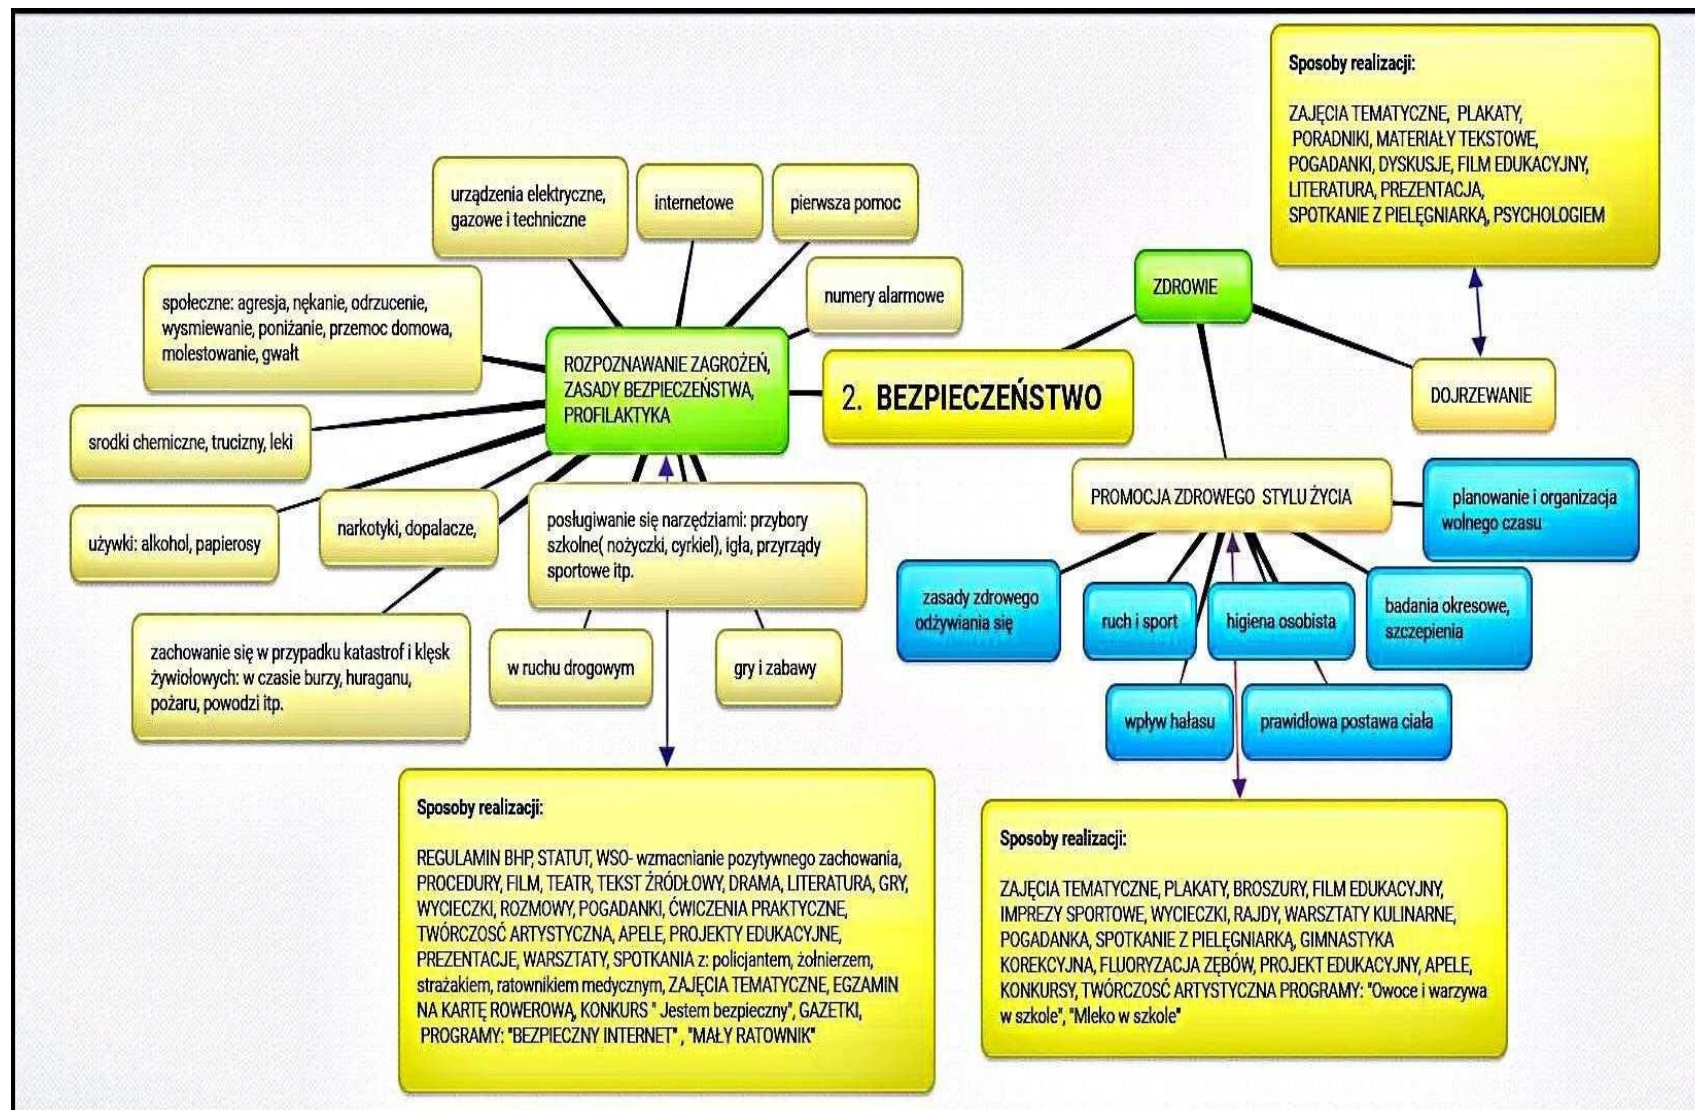 Sposoby realizacji:
ZAJĘCIA TEMATYCZNE, PLAKATY,
PORADNIKI, MATERIAŁY TEKSTOWE,
POGADANKI, DYSKUSJE, FILM EDUKACYJNY,
LITERATURA, PREZENTACJA,
SPOTKANIE Z PIELĘGNIARKĄ, PSYCHOLOGIEM
urządzenia elektryczne,
gazowe i techniczne
internetowe
pierwsza pomoc
numery alarmowe
ZDROWIE
społeczne: agresja, nękanie, odrzucenie,
wysmiewanie, poniżanie, przemoc domowa,
molestowanie, gwałt
ROZPOZNAWANIE ZAGROŻEŃ,
ZASADY BEZPIECZEŃSTWA,
PROFILAKTYKA
2. BEZPIECZEŃSTWO
DOJRZEWANIE
srodki chemiczne, trucizny, leki
używki: alkohol, papierosy
narkotyki, dopalacze,
posługiwanie się narzędziami: przybory
szkolne( nożyczki, cyrkiel), igła, przyrządy
sportowe itp.
PROMOCJA ZDROWEGO STYLU ŻYCIA
planowanie i organizacja
wolnego czasu
zasady zdrowego
odżywiania się
ruch i sport
higiena osobista
badania okresowe,
szczepienia
zachowanie się w przypadku katastrof i klęsk
żywiołowych: w czasie burzy, huraganu,
pożaru, powodzi itp.
w ruchu drogowym
gry i zabawy
wpływ hałasu
prawidłowa postawa ciała
Sposoby realizacji:
REGULAMIN BHP, STATUT, WSO- wzmacnianie pozytywnego zachowania,
PROCEDURY, FILM, TEATR, TEKST ŹRÓDŁOWY, DRAMA, LITERATURA, GRY,
WYCIECZKI, ROZMOWY, POGADANKI, ĆWICZENIA PRAKTYCZNE,
TWÓRCZOSĆ ARTYSTYCZNA, APELE, PROJEKTY EDUKACYJNE,
PREZENTACJE, WARSZTATY, SPOTKANIA z: policjantem, żołnierzem,
strażakiem, ratownikiem medycznym, ZAJĘCIA TEMATYCZNE, EGZAMIN
NA KARTĘ ROWEROWĄ, KONKURS " Jestem bezpieczny", GAZETKI,
PROGRAMY: "BEZPIECZNY INTERNET" , "MAŁY RATOWNIK"
Sposoby realizacji:
ZAJĘCIA TEMATYCZNE, PLAKATY, BROSZURY, FILM EDUKACYJNY,
IMPREZY SPORTOWE, WYCIECZKI, RAJDY, WARSZTATY KULINARNE,
POGADANKA, SPOTKANIE Z PIELĘGNIARKĄ, GIMNASTYKA
KOREKCYJNA, FLUORYZACJA ZĘBÓW, PROJEKT EDUKACYJNY, APELE,
KONKURSY, TWÓRCZOSĆ ARTYSTYCZNA PROGRAMY: "Owoce i warzywa
w szkole", "Mleko w szkole"